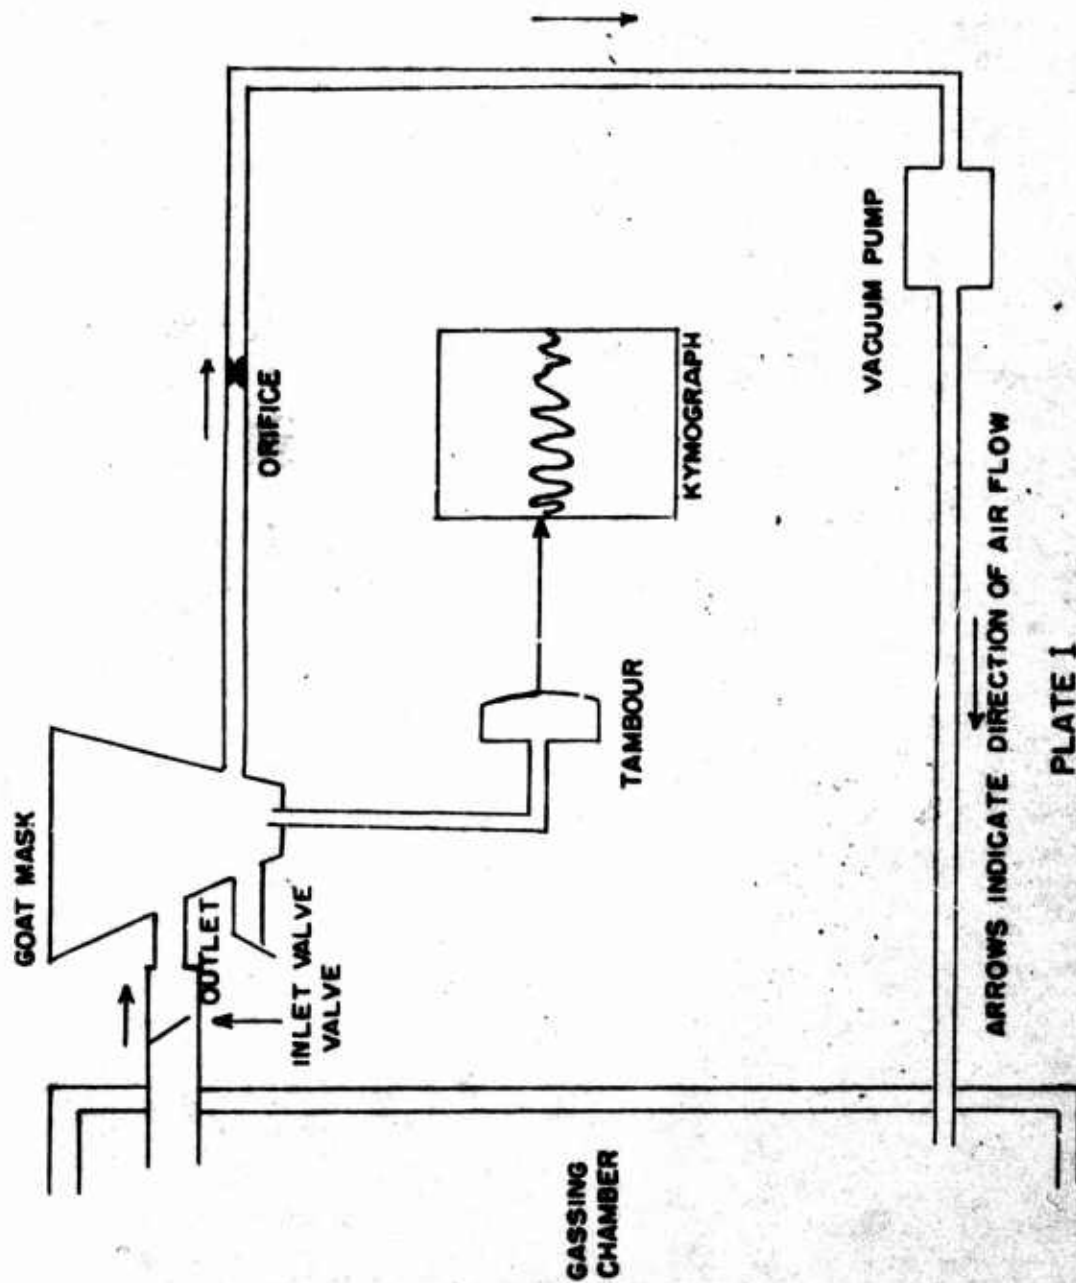 GOAT MASK
OUTLET
INLET VALVE
VALVE
ORIFICE
TAMBOUR
KYMOGRAPH
VACUUM PUMP
GASSING
CHAMBER
ARROWS INDICATE DIRECTION OF AIR FLOW
PLATE I